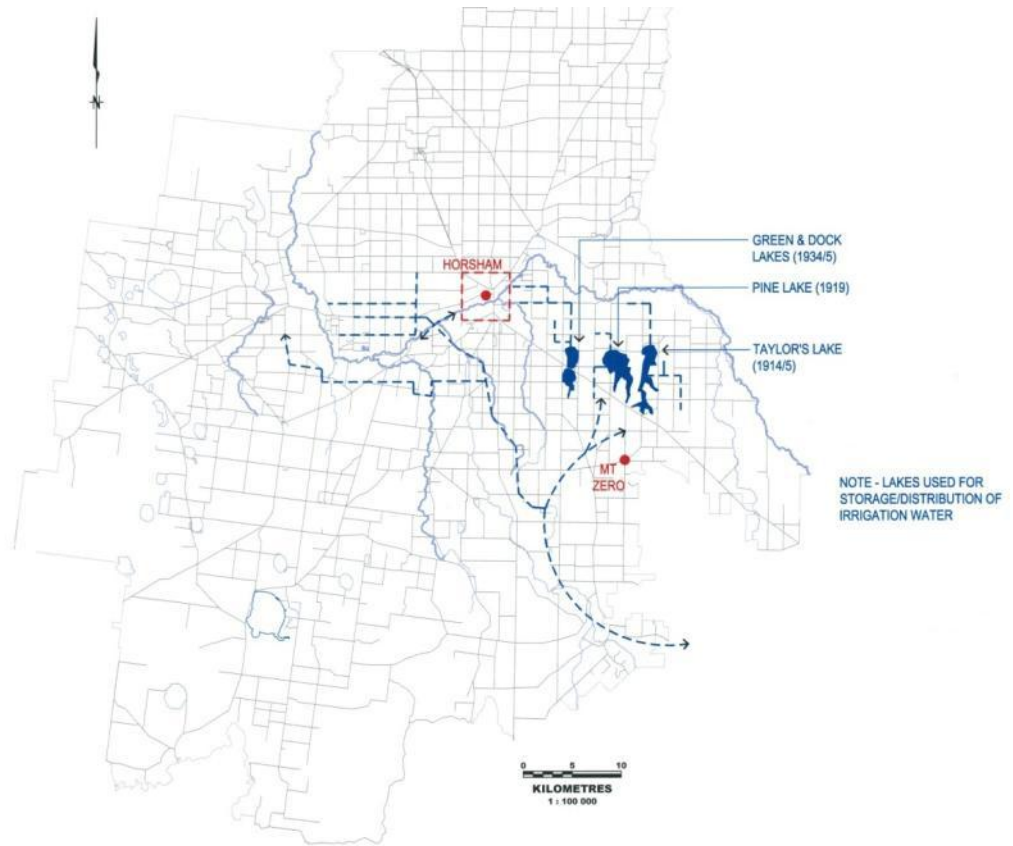 N
HORSHAM
GREEN & DOCK
LAKES (1934/5)
PINE LAKE (1919)
TAYLOR'S LAKE
(1914/5)
MT
ZERO
NOTE - LAKES USED FOR
STORAGE/DISTRIBUTION OF
IRRIGATION WATER
0 5 10
KILOMETRES
1 : 100 000